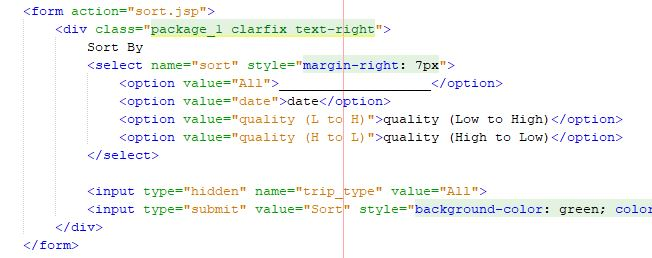 <form action="sort.jsp">
<div class="package_1 clarfix text-right">
Sort By
<select name="sort" style="margin-right: 7px">
<option value="All">___________________</option>
<option value="date">date</option>
<option value="quality (L to H)">quality (Low to High)</option>
<option value="quality (H to L)">quality (High to Low)</option>
</select>
<input type="hidden" name="trip_type" value="All">
<input type="submit" value="Sort" style="background-color: green; color
</div>
</form>